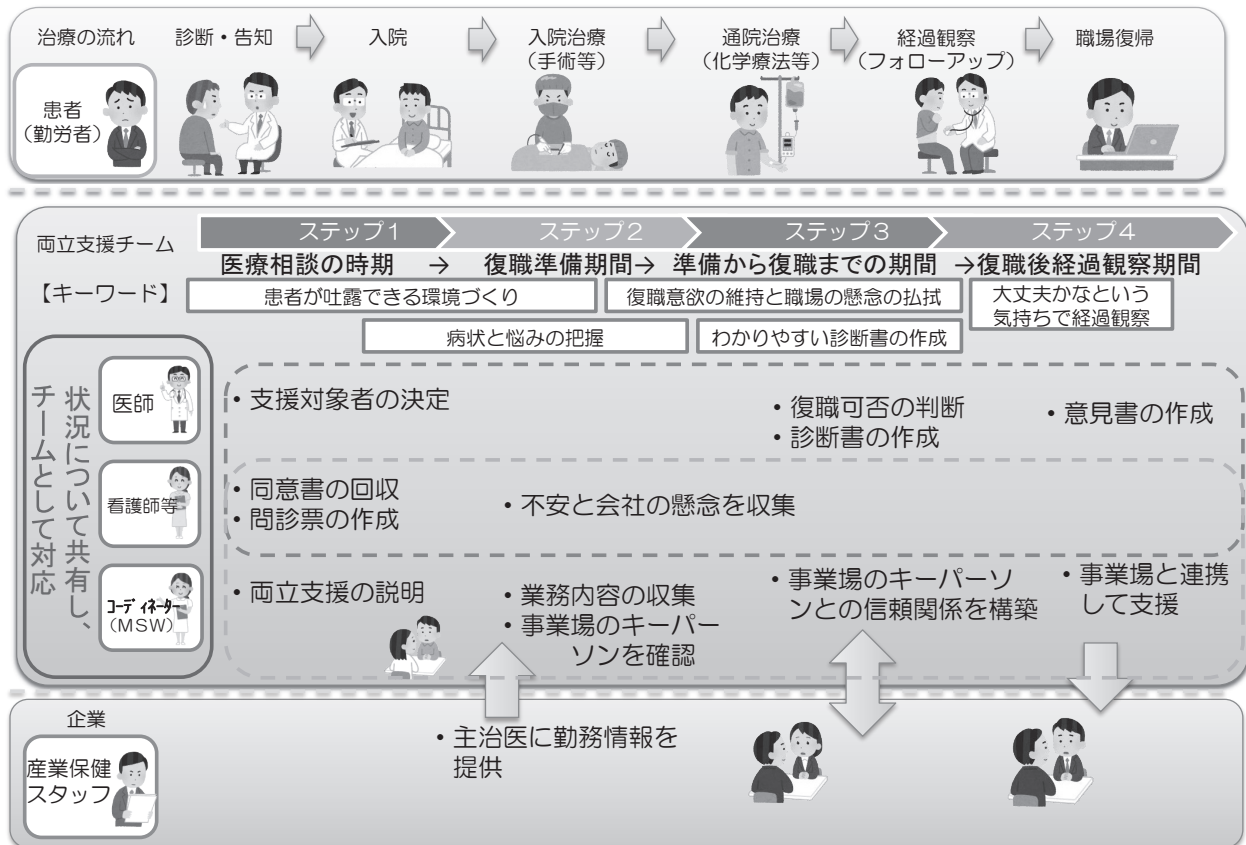 治療の流れ
診断・告知
入院
入院治療
（手術等）
通院治療
（化学療法等）
経過観察
（フォローアップ）
職場復帰
患者
（勤労者）
両立支援チーム
ステップ１
ステップ２
ステップ３
ステップ４
医療相談の時期　→　復職準備期間→　準備から復職までの期間　→復職後経過観察期間
【キーワード】
患者が吐露できる環境づくり
復職意欲の維持と職場の懸念の払拭
大丈夫かなという
気持ちで経過観察
病状と悩みの把握
わかりやすい診断書の作成
状況について共有し、
チームとして対応
医師
・支援対象者の決定
・復職可否の判断
・診断書の作成
・意見書の作成
看護師等
・同意書の回収
・問診票の作成
・不安と会社の懸念を収集
コーディネーター
（ＭＳＷ）
・両立支援の説明
・業務内容の収集
・事業場のキーパー
ソンを確認
・事業場のキーパーソ
ンとの信頼関係を構築
・事業場と連携
して支援
企業
産業保健
スタッフ
・主治医に勤務情報を
提供